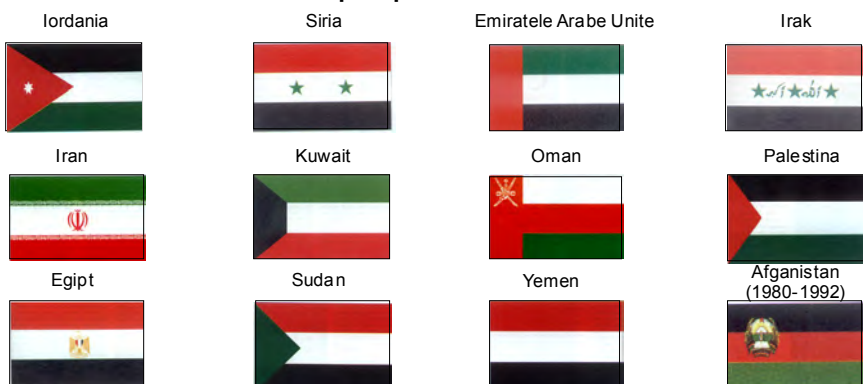 Iordania
Siria
Emiratele Arabe Unite
Irak
Iran
Kuwait
Oman
Palestina
Egipt
Sudan
Yemen
Afganistan
(1980-1992)